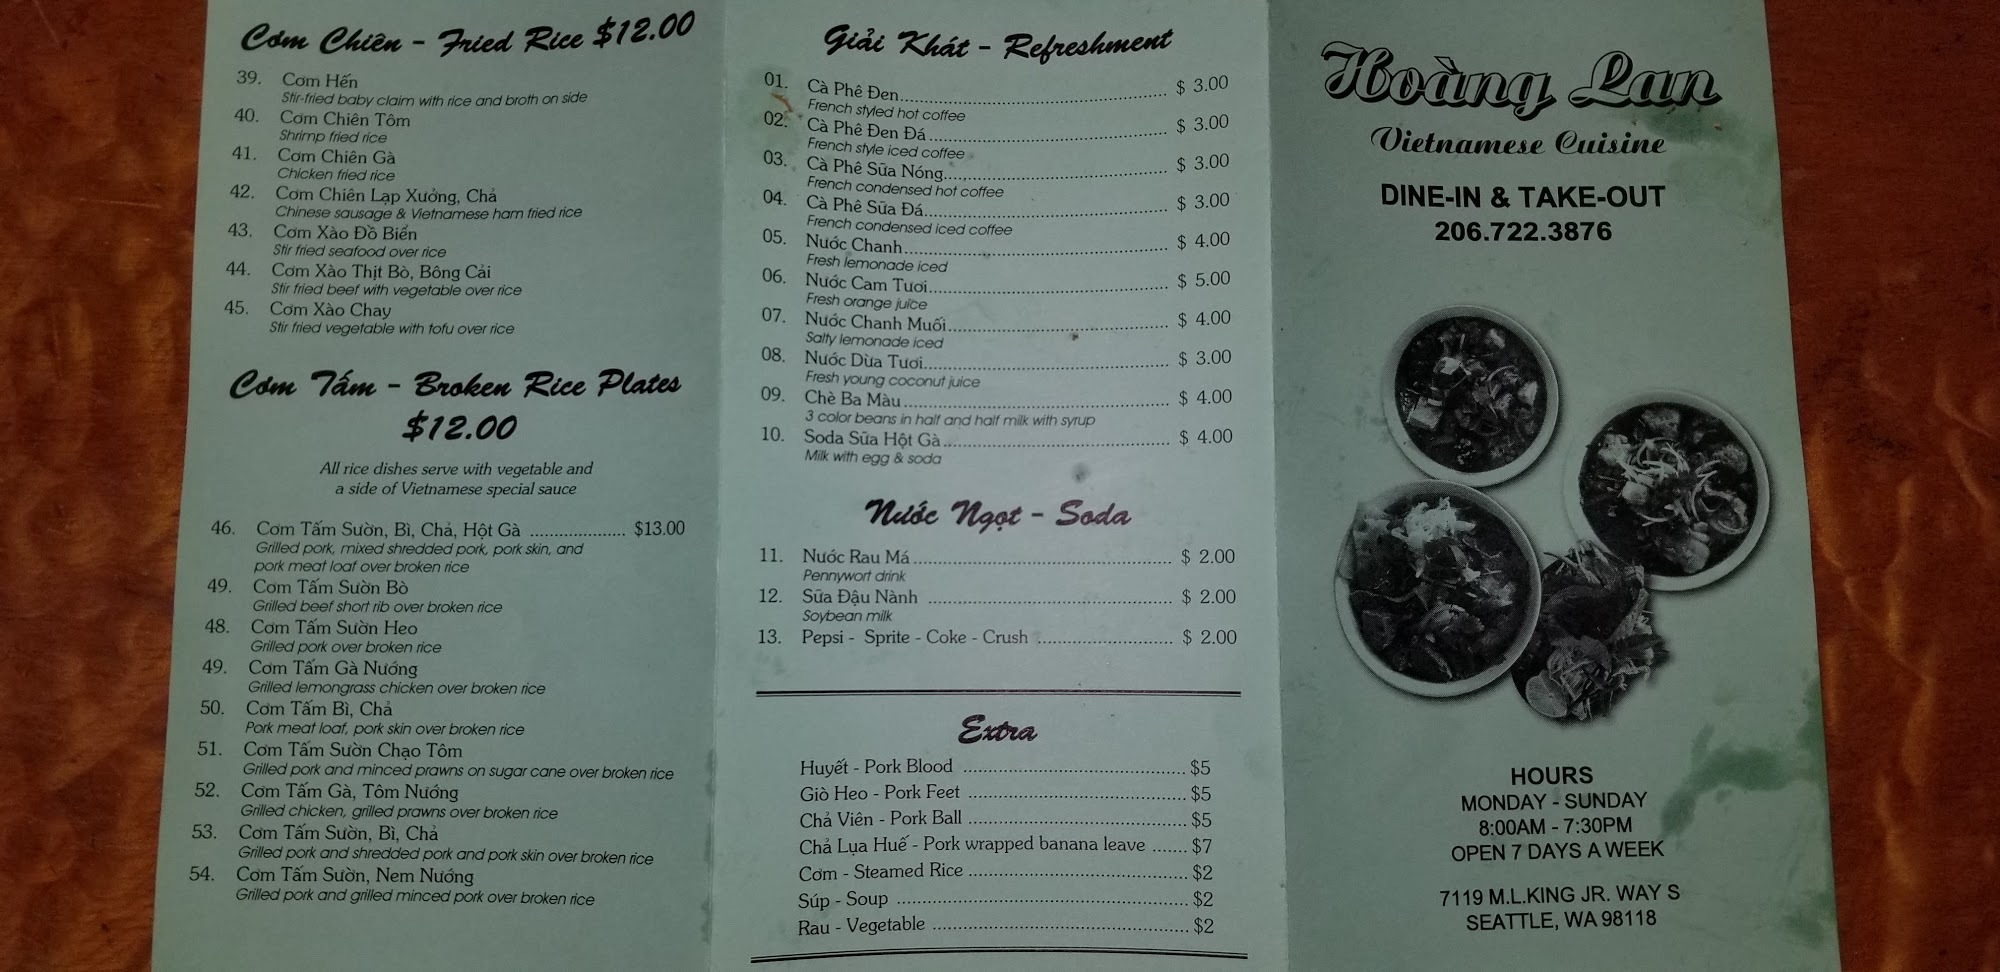 Cơm Chiên - Fried Rice $12.00
39. Cơm Hến
Stir-fried baby claim with rice and broth on side
40. Cơm Chiên Tôm
Shrimp fried rice
41. Cơm Chiên Gà
Chicken fried rice
42. Cơm Chiên Lạp Xưởng, Chả
Chinese sausage & Vietnamese ham fried rice
43. Cơm Xào Đồ Biển
Stir fried seafood over rice
44. Cơm Xào Thịt Bò, Bông Cải
Stir fried beef with vegetable over rice
45. Cơm Xào Chay
Stir fried vegetable with tofu over rice
Cơm Tấm - Broken Rice Plates
$12.00
All rice dishes serve with vegetable and
a side of Vietnamese special sauce
46. Cơm Tấm Sườn, Bì, Chả, Hột Gà .................... $13.00
Grilled pork, mixed shredded pork, pork skin, and
pork meat loaf over broken rice
49. Cơm Tấm Sườn Bò
Grilled beef short rib over broken rice
48. Cơm Tấm Sườn Heo
Grilled pork over broken rice
49. Cơm Tấm Gà Nướng
Grilled lemongrass chicken over broken rice
50. Cơm Tấm Bì, Chả
Pork meat loaf, pork skin over broken rice
51. Cơm Tấm Sườn Chạo Tôm
Grilled pork and minced prawns on sugar cane over broken rice
52. Cơm Tấm Gà, Tôm Nướng
Grilled chicken, grilled prawns over broken rice
53. Cơm Tấm Sườn, Bì, Chả
Grilled pork and shredded pork and pork skin over broken rice
54. Cơm Tấm Sườn, Nem Nướng
Grilled pork and grilled minced pork over broken rice
Giải Khát - Refreshment
01. Cà Phê Đen.................... $ 3.00
French styled hot coffee
02. Cà Phê Đen Đá.................... $ 3.00
French style iced coffee
03. Cà Phê Sữa Nóng.................... $ 3.00
French condensed hot coffee
04. Cà Phê Sữa Đá.................... $ 3.00
French condensed iced coffee
05. Nước Chanh.................... $ 4.00
Fresh lemonade iced
06. Nước Cam Tươi.................... $ 5.00
Fresh orange juice
07. Nước Chanh Muối.................... $ 4.00
Salty lemonade iced
08. Nước Dừa Tươi.................... $ 3.00
Fresh young coconut juice
09. Chè Ba Màu.................... $ 4.00
3 color beans in half and half milk with syrup
10. Soda Sữa Hột Gà.................... $ 4.00
Milk with egg & soda
Nước Ngọt - Soda
11. Nước Rau Má.................... $ 2.00
Pennywort drink
12. Sữa Đậu Nành .................... $ 2.00
Soybean milk
13. Pepsi - Sprite - Coke - Crush .................... $ 2.00
Extra
Huyết - Pork Blood .................... $5
Giò Heo - Pork Feet .................... $5
Chả Viên - Pork Ball .................... $5
Chả Lụa Huế - Pork wrapped banana leave ....... $7
Cơm - Steamed Rice .................... $2
Súp - Soup .................... $2
Rau - Vegetable .................... $2
Hoàng Lan
Vietnamese Cuisine
DINE-IN & TAKE-OUT
206.722.3876
HOURS
MONDAY - SUNDAY
8:00AM - 7:30PM
OPEN 7 DAYS A WEEK
7119 M.L.KING JR. WAY S
SEATTLE, WA 98118